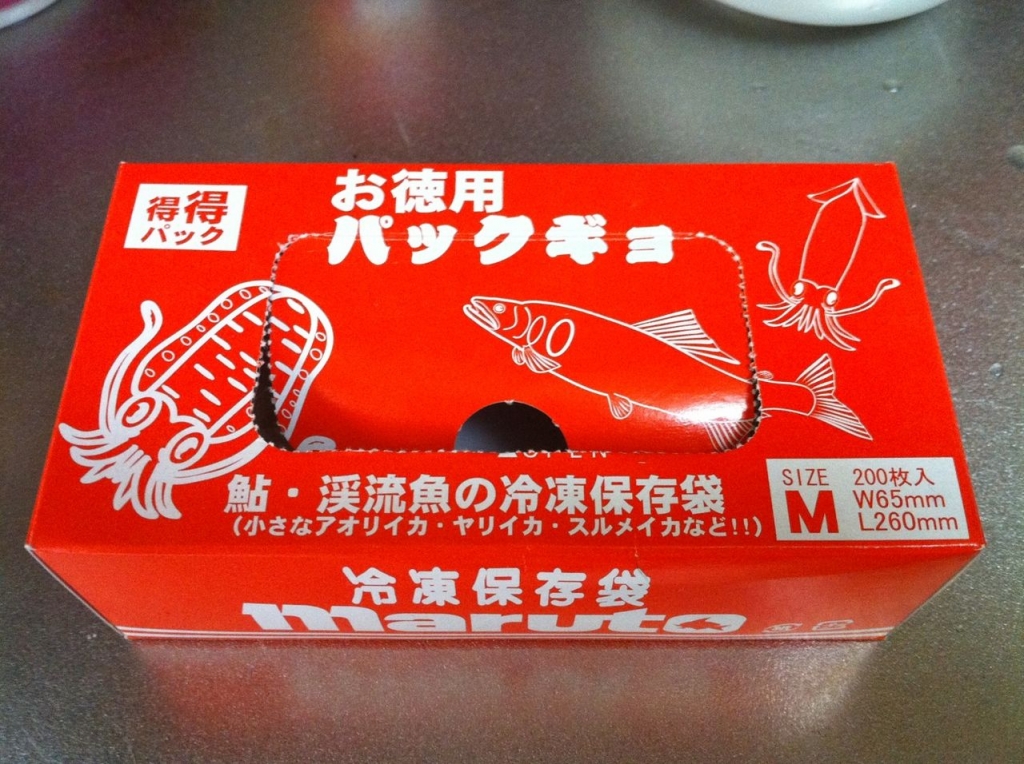 得得
パック
お徳用
パックギョ
鮎・渓流魚の冷凍保存袋
(小さなアオリイカ・ヤリイカ・スルメイカなど!!)
SIZE
M
200枚入
W65mm
L260mm
冷凍保存袋
maruto